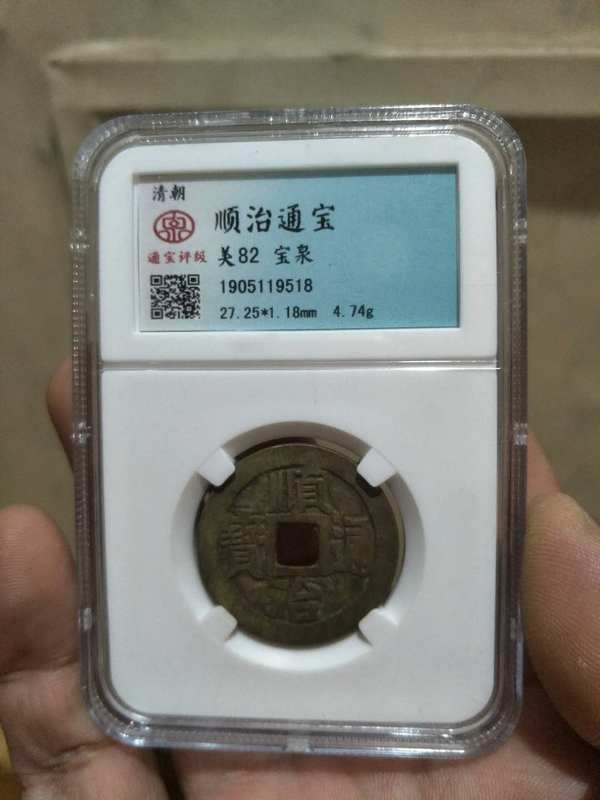 清朝
顺治通宝
通宝评级
美82 宝泉
1905119518
27.25*1.18mm 4.74g
順治通寶